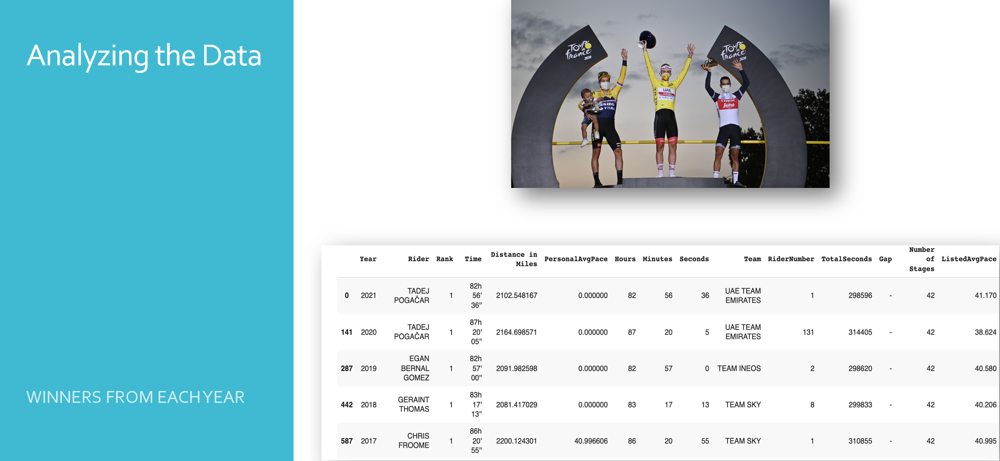 Analyzing the Data
WINNERS FROM EACH YEAR
TOUR
de
france
2020
TOUR
de
france
2020
UAE
UAE
Emirates
JUMBO
VISMA
VISMA
TREK
Segafredo
Year Rider Rank Time Distance in Miles PersonalAvgPace Hours Minutes Seconds Team RiderNumber TotalSeconds Gap Number of Stages ListedAvgPace
0 2021 TADEJ POGAČAR 1 82h 56' 36" 2102.548167 0.000000 82 56 36 UAE TEAM EMIRATES 1 298596 - 42 41.170
141 2020 TADEJ POGAČAR 1 87h 20' 05" 2164.698571 0.000000 87 20 5 UAE TEAM EMIRATES 131 314405 - 42 38.624
287 2019 EGAN BERNAL GOMEZ 1 82h 57' 00" 2091.982598 0.000000 82 57 0 TEAM INEOS 2 298620 - 42 40.580
442 2018 GERAINT THOMAS 1 83h 17' 13" 2081.417029 0.000000 83 17 13 TEAM SKY 8 299833 - 42 40.206
587 2017 CHRIS FROOME 1 86h 20' 55" 2200.124301 40.996606 86 20 55 TEAM SKY 1 310855 - 42 40.995